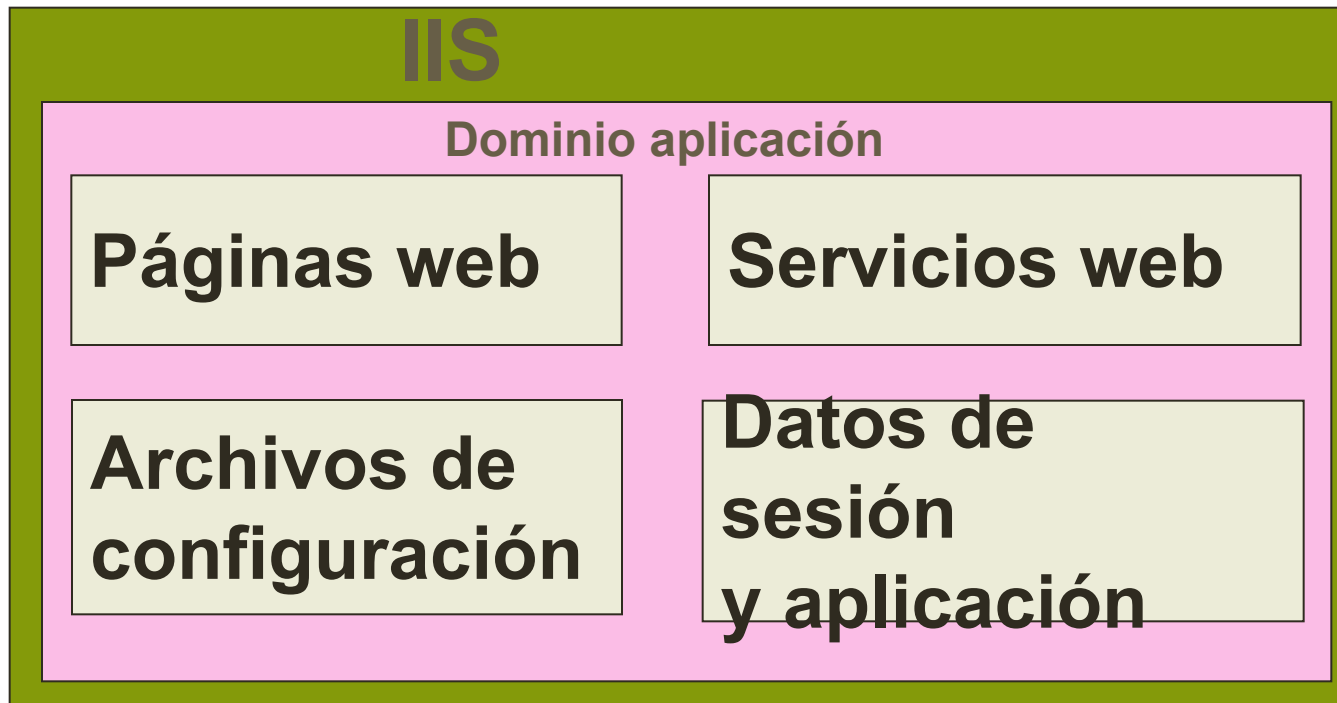 IIS
Dominio aplicación
Páginas web
Servicios web
Archivos de
configuración
Datos de
sesión
y aplicación